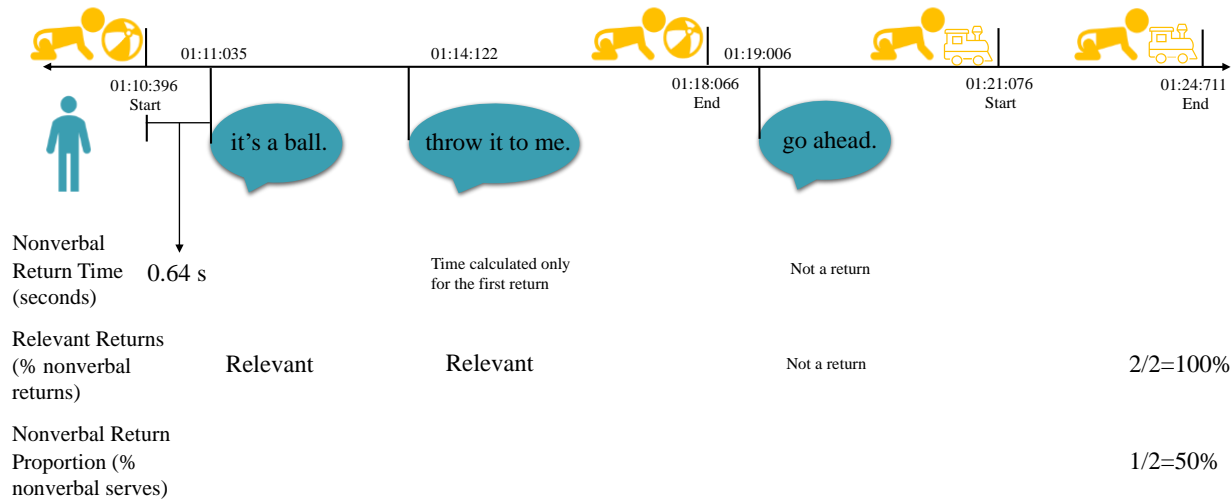 01:11:035
01:14:122
01:19:006
01:10:396
Start
01:18:066
End
01:21:076
Start
01:24:711
End
it's a ball.
throw it to me.
go ahead.
Nonverbal
Return Time
(seconds)
0.64 s
Time calculated only
for the first return
Not a return
Relevant Returns
(% nonverbal
returns)
Relevant
Relevant
Not a return
2/2=100%
Nonverbal Return
Proportion (%
nonverbal serves)
1/2=50%